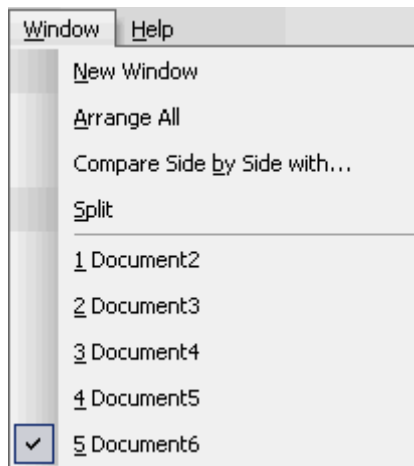 Window Help
New Window
Arrange All
Compare Side by Side with...
Split
1 Document2
2 Document3
3 Document4
4 Document5
5 Document6